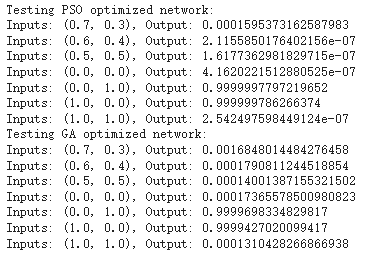 Testing PSO optimized network:
Inputs: (0.7, 0.3), Output: 0.0001595373162587983
Inputs: (0.6, 0.4), Output: 2.1155850176402156e-07
Inputs: (0.5, 0.5), Output: 1.6177362981829715e-07
Inputs: (0.0, 0.0), Output: 4.1620221512880525e-07
Inputs: (0.0, 1.0), Output: 0.9999997797219652
Inputs: (1.0, 0.0), Output: 0.999999786266374
Inputs: (1.0, 1.0), Output: 2.542497598449124e-07
Testing GA optimized network:
Inputs: (0.7, 0.3), Output: 0.0016848014484276458
Inputs: (0.6, 0.4), Output: 0.0001790811244518854
Inputs: (0.5, 0.5), Output: 0.00014001387155321502
Inputs: (0.0, 0.0), Output: 0.00017365578500980823
Inputs: (0.0, 1.0), Output: 0.9999698334829817
Inputs: (1.0, 0.0), Output: 0.9999427020099417
Inputs: (1.0, 1.0), Output: 0.0001310428266866938